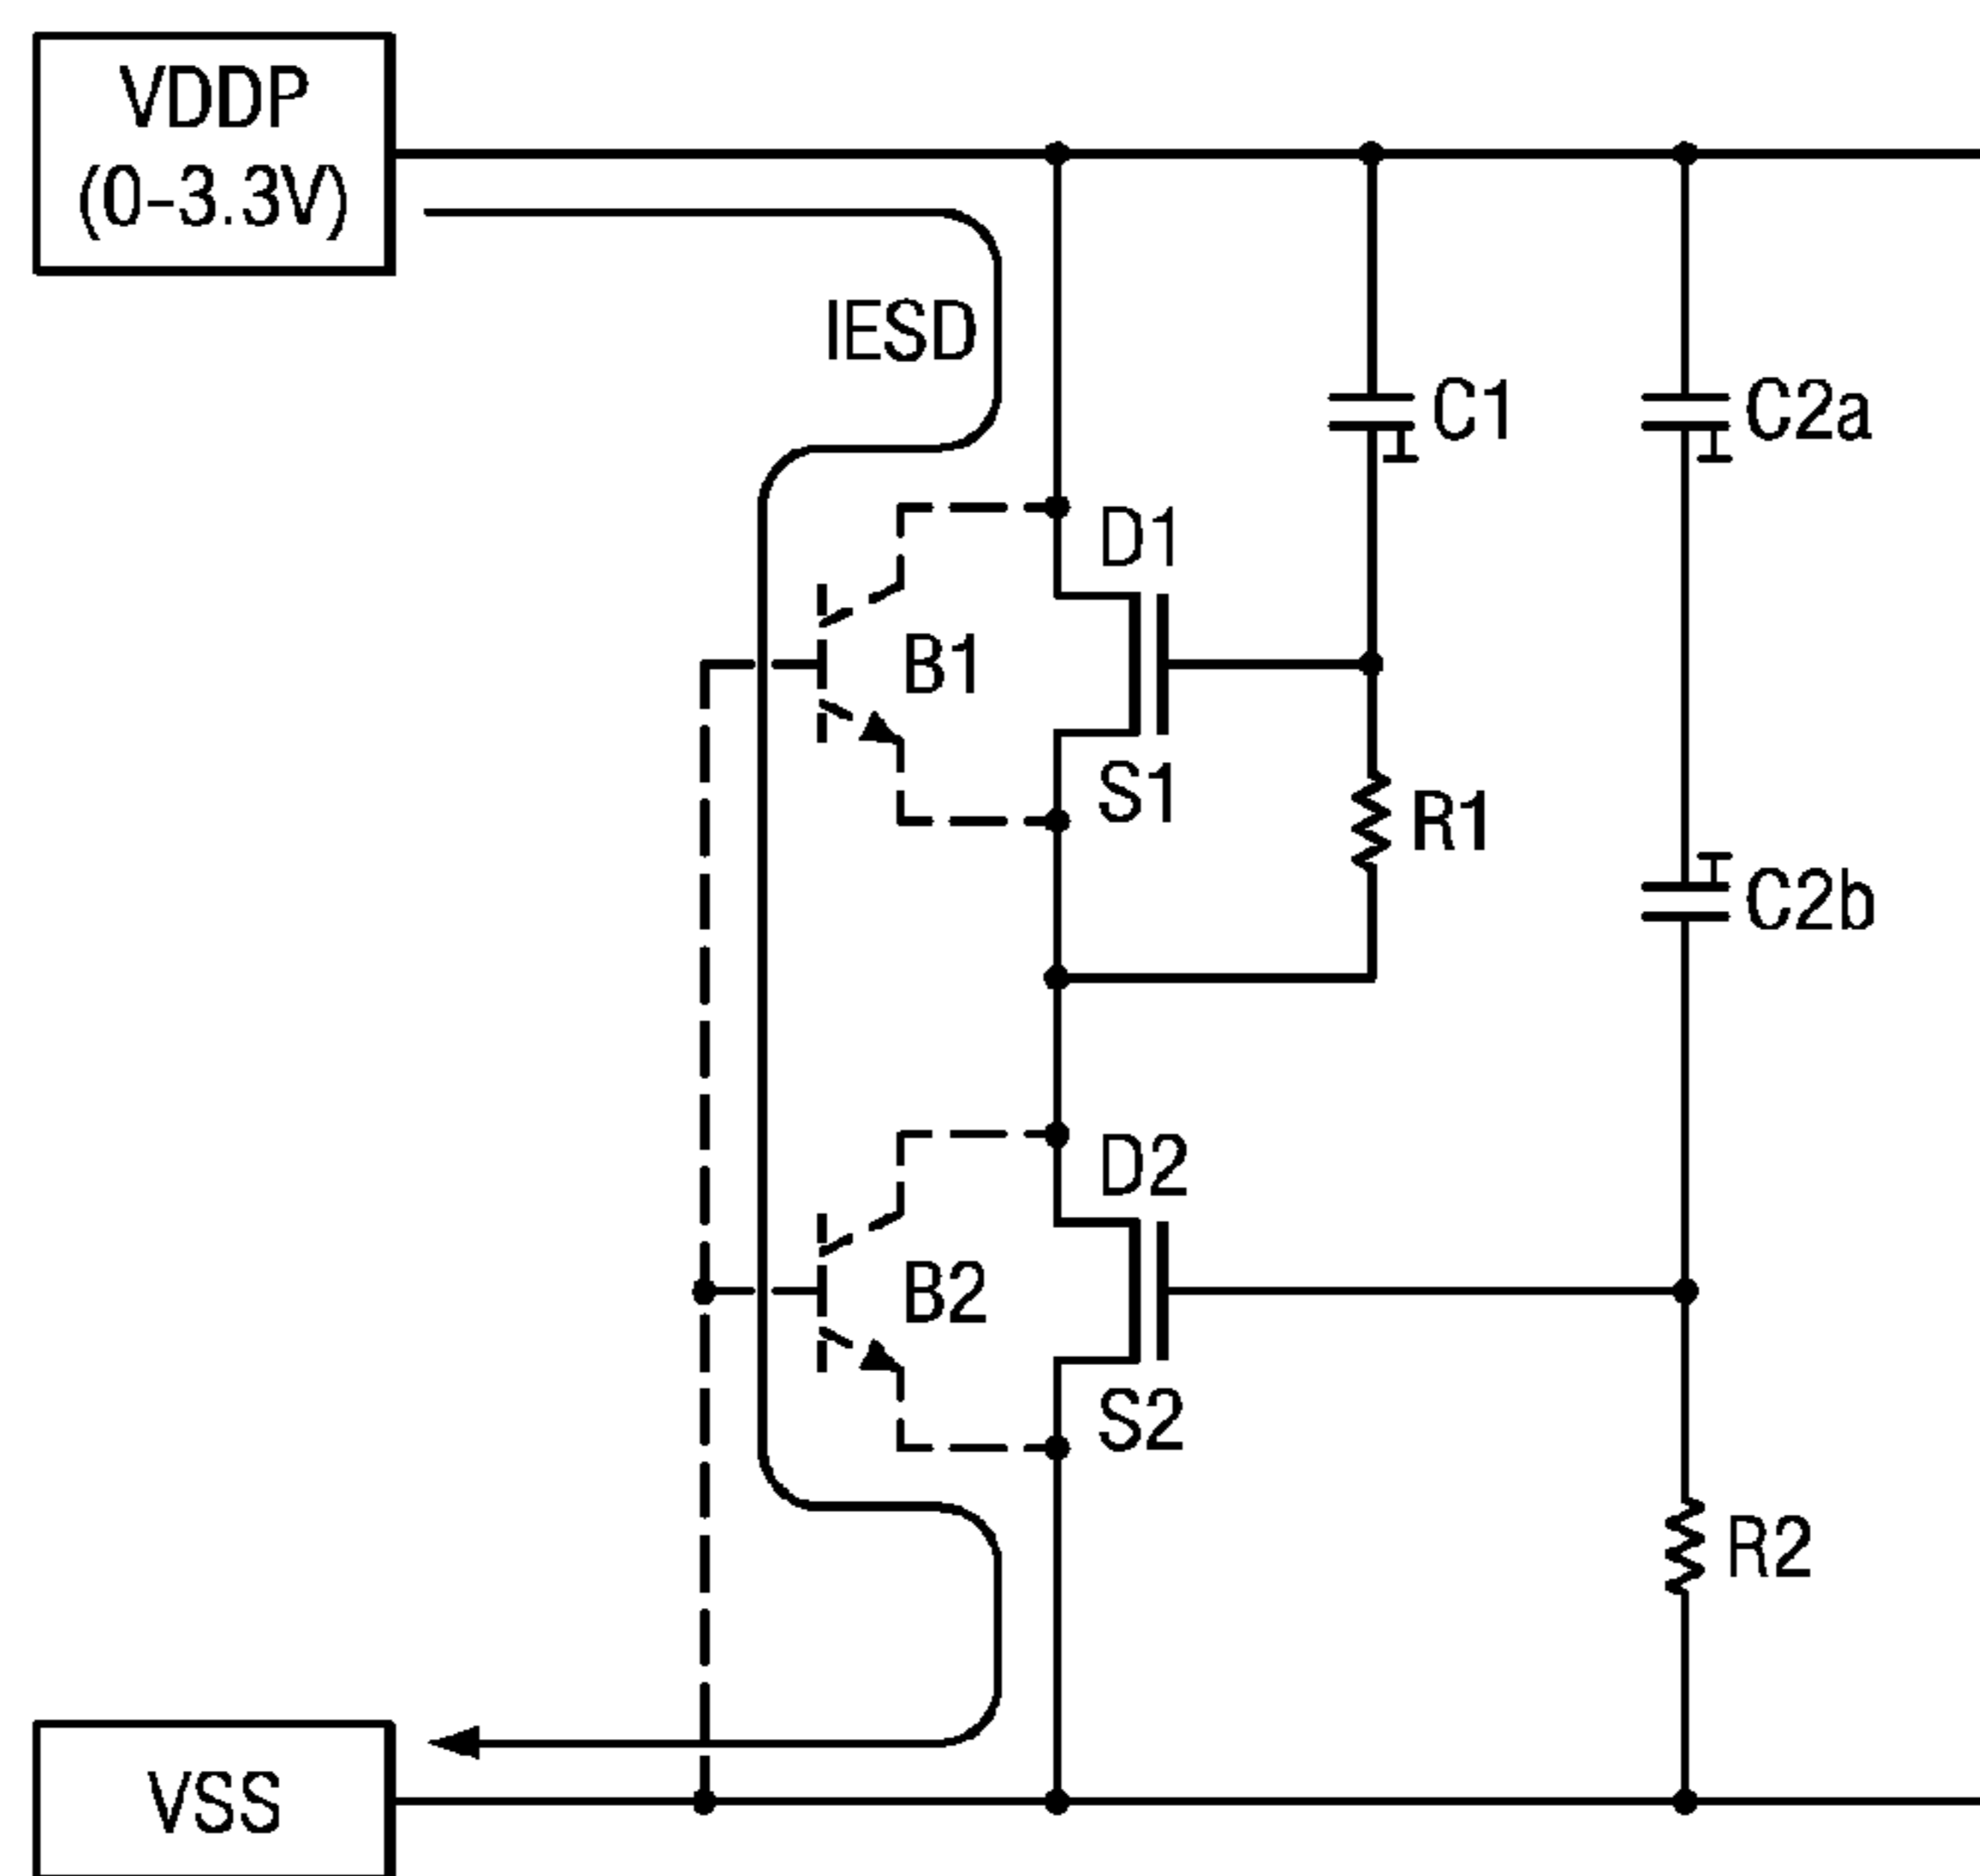 VDDP
(0-3.3V)
IESD
C1
C2a
D1
B1
S1
R1
C2b
D2
B2
S2
R2
VSS